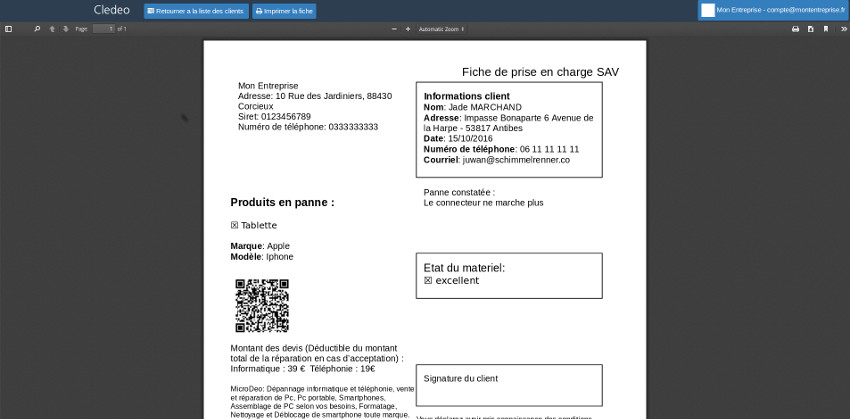 Cledeo
Retourner a la liste des clients
Imprimer la fiche
Mon Entreprise - compte@montentreprise.fr
Page: 1 of 1
Automatic Zoom
Fiche de prise en charge SAV
Mon Entreprise
Adresse: 10 Rue des Jardiniers, 88430
Corcieux
Siret: 0123456789
Numéro de téléphone: 0333333333
Informations client
Nom: Jade MARCHAND
Adresse: Impasse Bonaparte 6 Avenue de
la Harpe - 53817 Antibes
Date: 15/10/2016
Numéro de téléphone: 06 11 11 11 11
Courriel: juwan@schimmelrenner.co
Panne constatée :
Le connecteur ne marche plus
Produits en panne :
☒ Tablette
Marque: Apple
Modèle: Iphone
Etat du materiel:
☒ excellent
Montant des devis (Déductible du montant
total de la réparation en cas d'acceptation) :
Informatique : 39 € Téléphonie : 19€
Signature du client
MicroDeo: Dépannage informatique et téléphonie, vente
et réparation de Pc, Pc portable, Smartphones,
Assemblage de PC selon vos besoins, Formatage,
Nettoyage et Déblocage de smartphone toute marque.